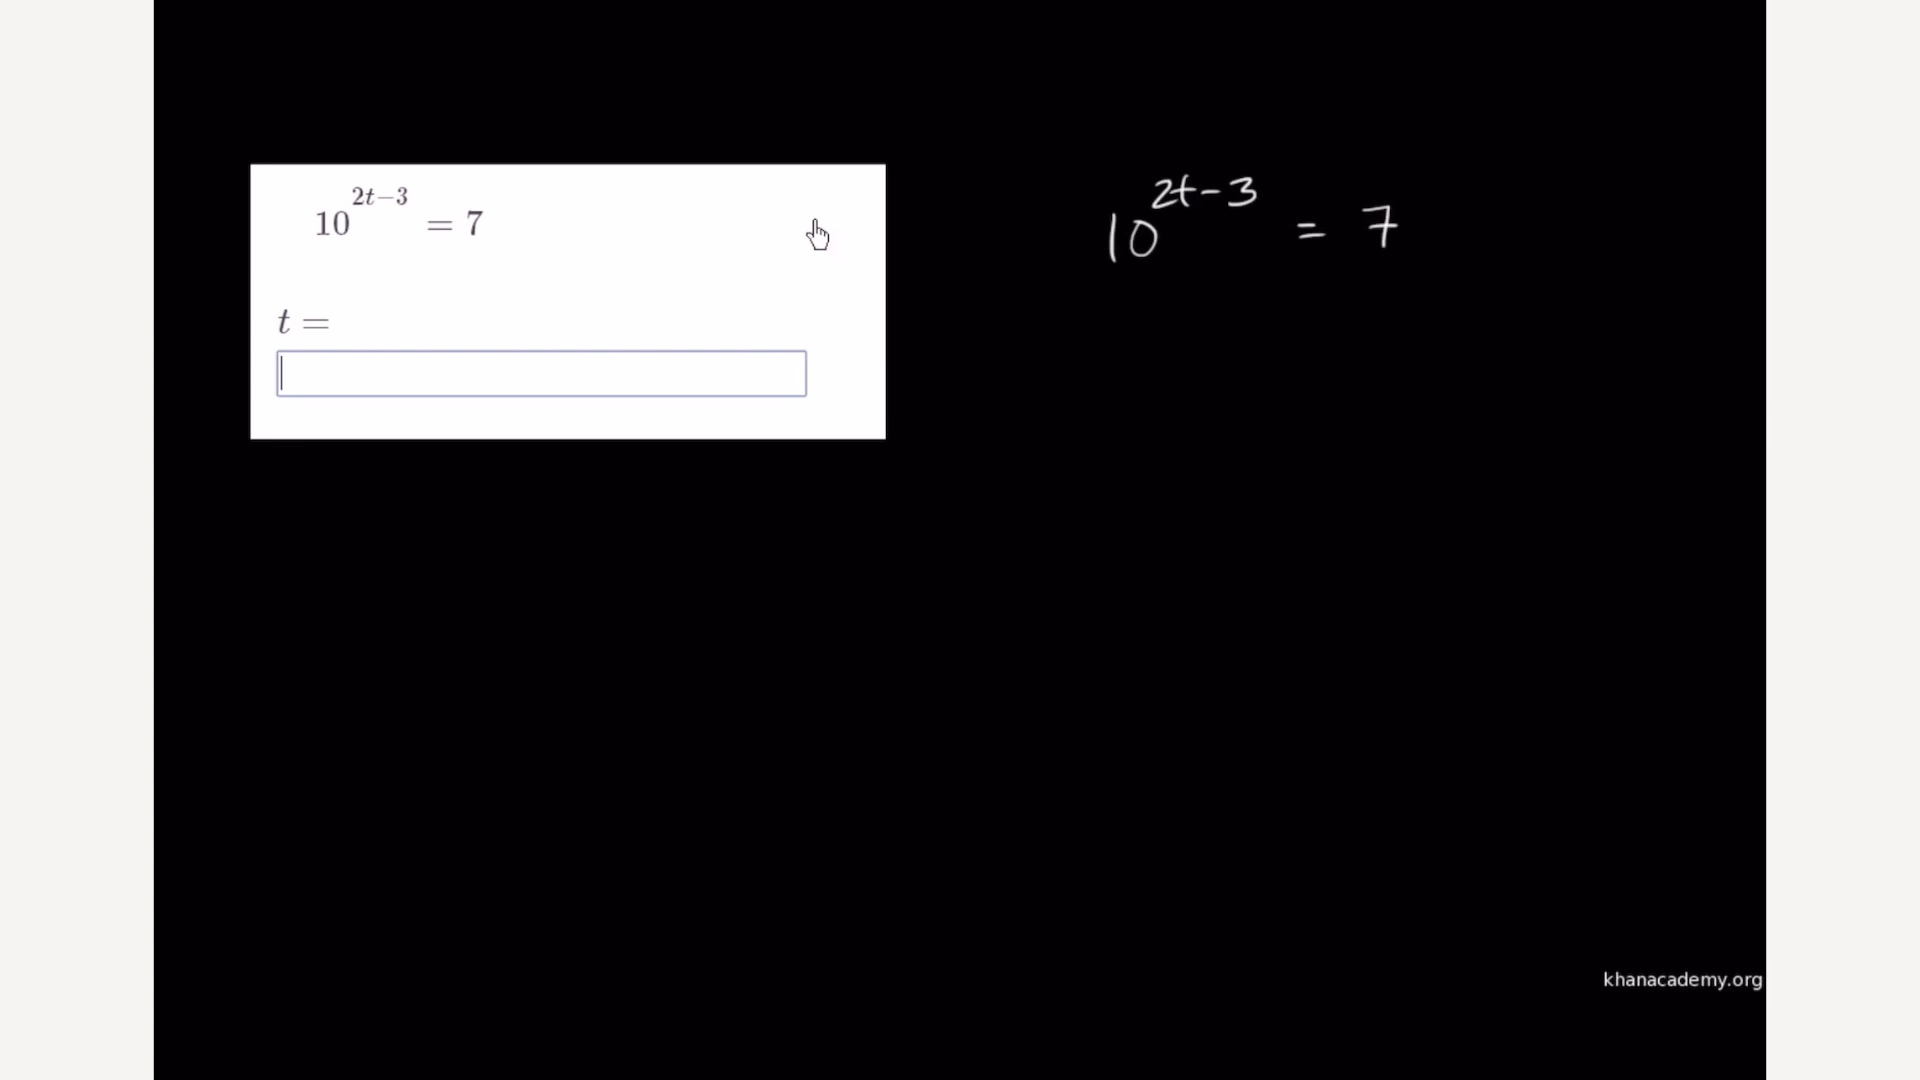 10^{2t-3} = 7
t =
10^{2t-3} = 7
khanacademy.org